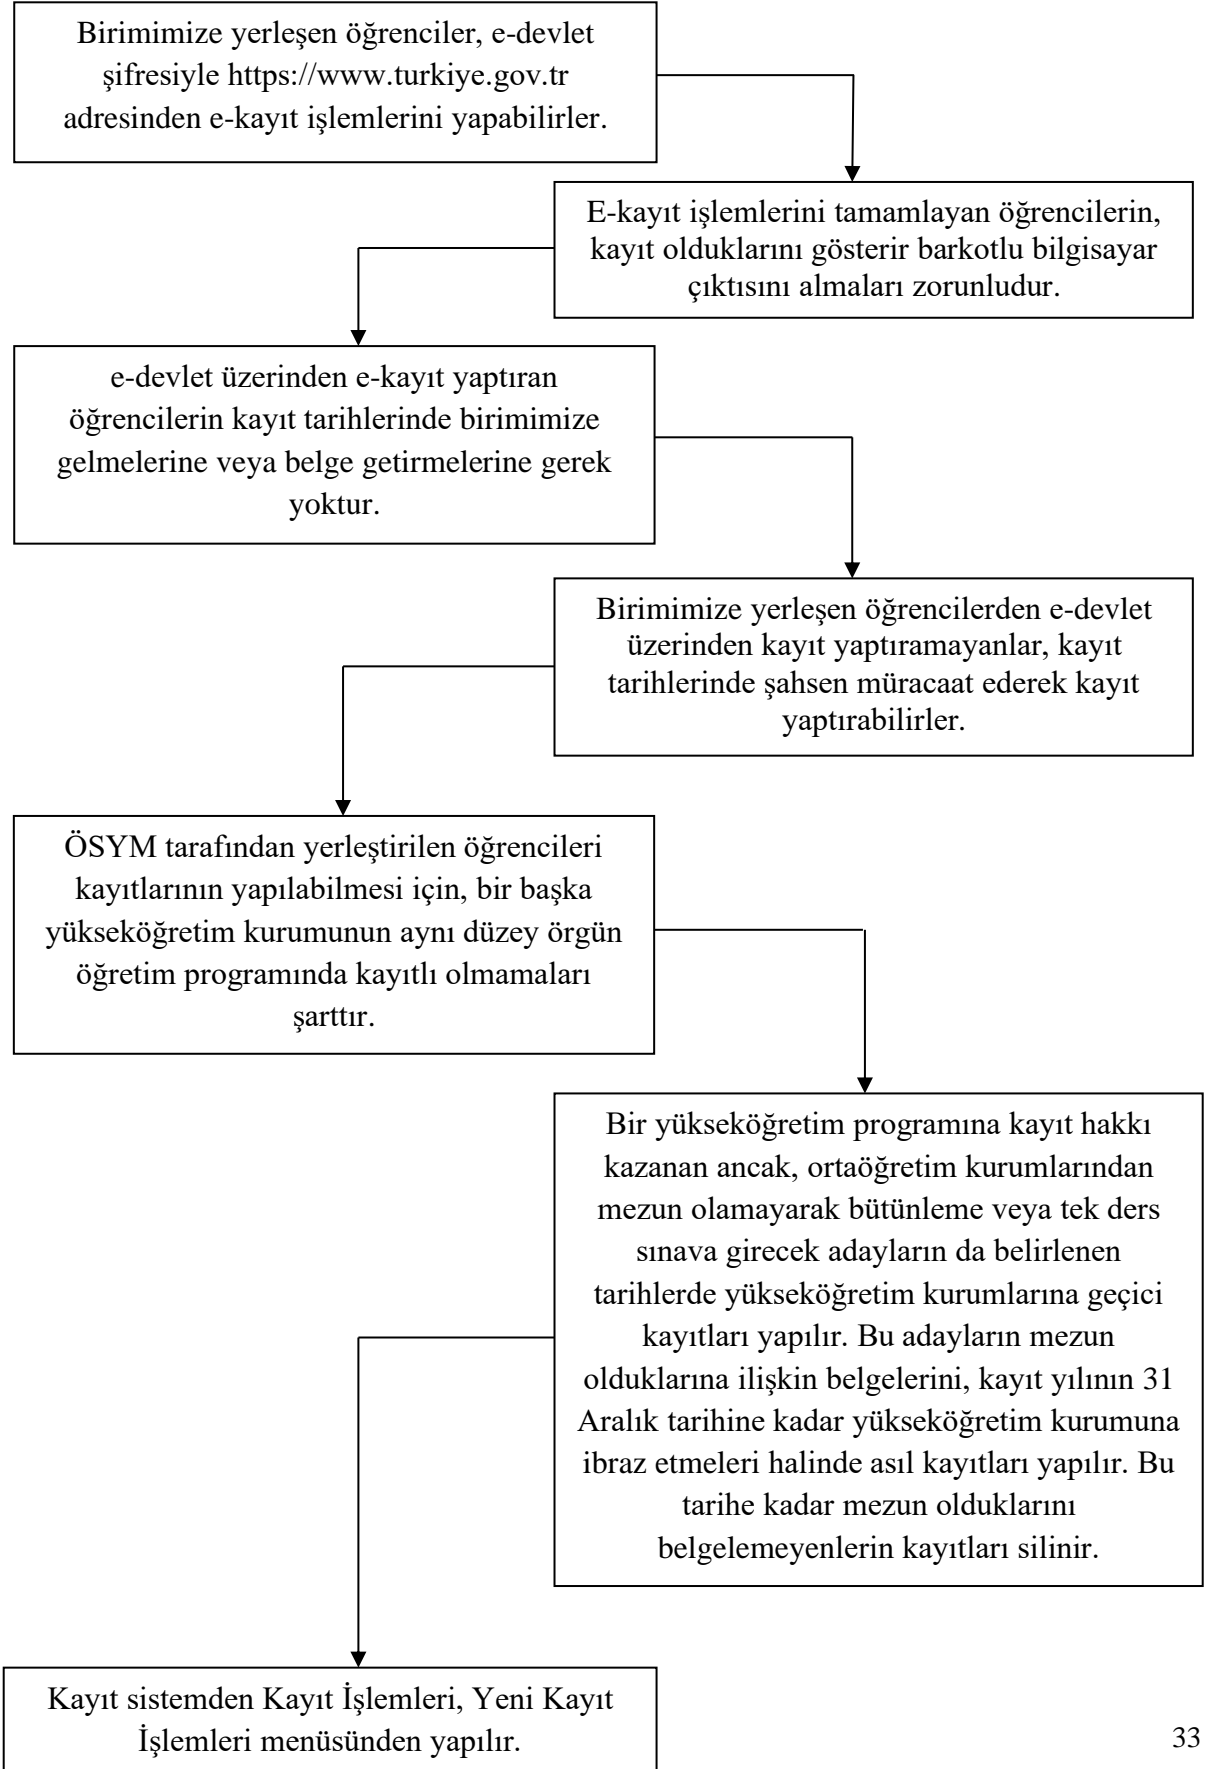 Birimimize yerleşen öğrenciler, e-devlet
şifresiyle https://www.turkiye.gov.tr
adresinden e-kayıt işlemlerini yapabilirler.
E-kayıt işlemlerini tamamlayan öğrencilerin,
kayıt olduklarını gösterir barkotlu bilgisayar
çıktısını almaları zorunludur.
e-devlet üzerinden e-kayıt yaptıran
öğrencilerin kayıt tarihlerinde birimimize
gelmelerine veya belge getirmelerine gerek
yoktur.
Birimimize yerleşen öğrencilerden e-devlet
üzerinden kayıt yaptıramayanlar, kayıt
tarihlerinde şahsen müracaat ederek kayıt
yaptırabilirler.
ÖSYM tarafından yerleştirilen öğrencileri
kayıtlarının yapılabilmesi için, bir başka
yükseköğretim kurumunun aynı düzey örgün
öğretim programında kayıtlı olmamaları
şarttır.
Bir yükseköğretim programına kayıt hakkı
kazanan ancak, ortaöğretim kurumlarından
mezun olamayarak bütünleme veya tek ders
sınava girecek adayların da belirlenen
tarihlerde yükseköğretim kurumlarına geçici
kayıtları yapılır. Bu adayların mezun
olduklarına ilişkin belgelerini, kayıt yılının 31
Aralık tarihine kadar yükseköğretim kurumuna
ibraz etmeleri halinde asıl kayıtları yapılır. Bu
tarihe kadar mezun olduklarını
belgelemeyenlerin kayıtları silinir.
Kayıt sistemden Kayıt İşlemleri, Yeni Kayıt
İşlemleri menüsünden yapılır.
33